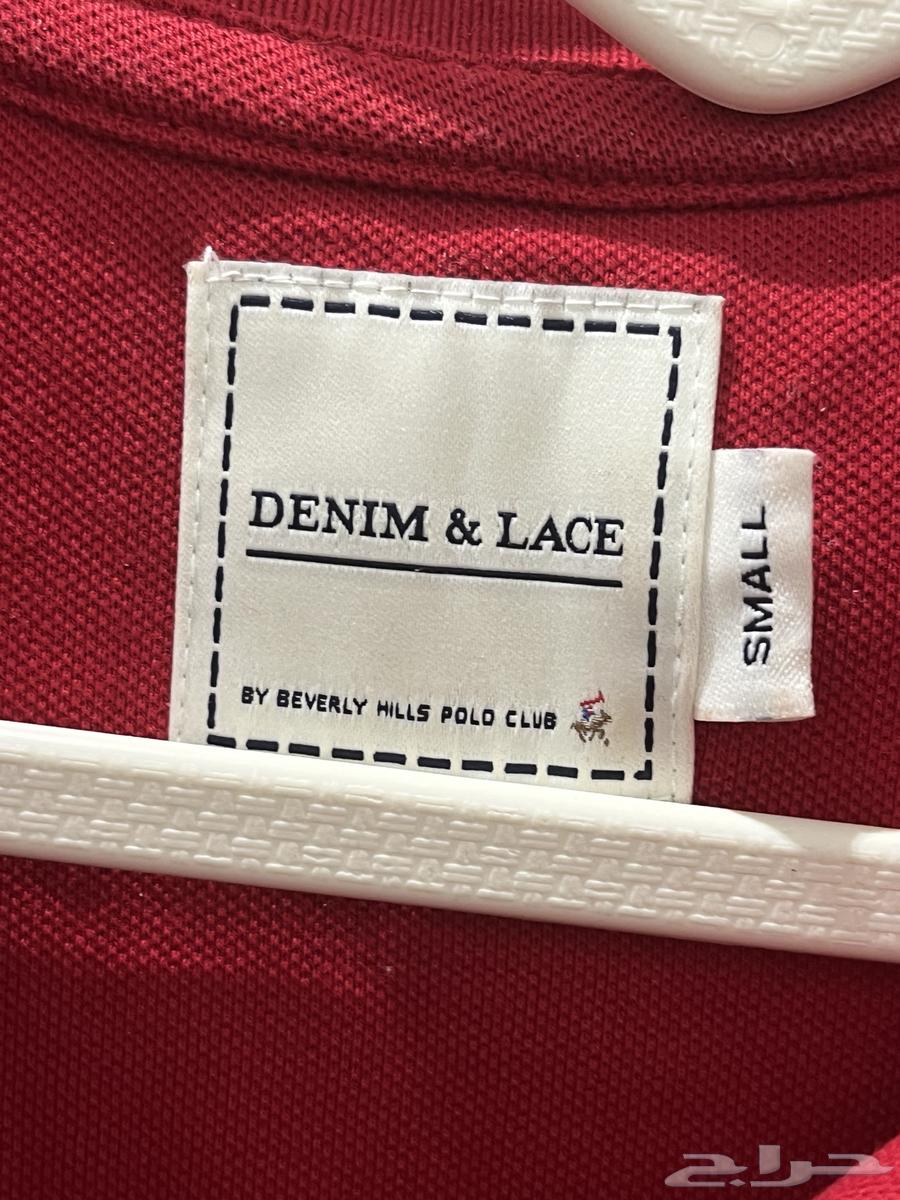 DENIM & LACE
SMALL
BY BEVERLY HILLS POLO CLUB
حراج